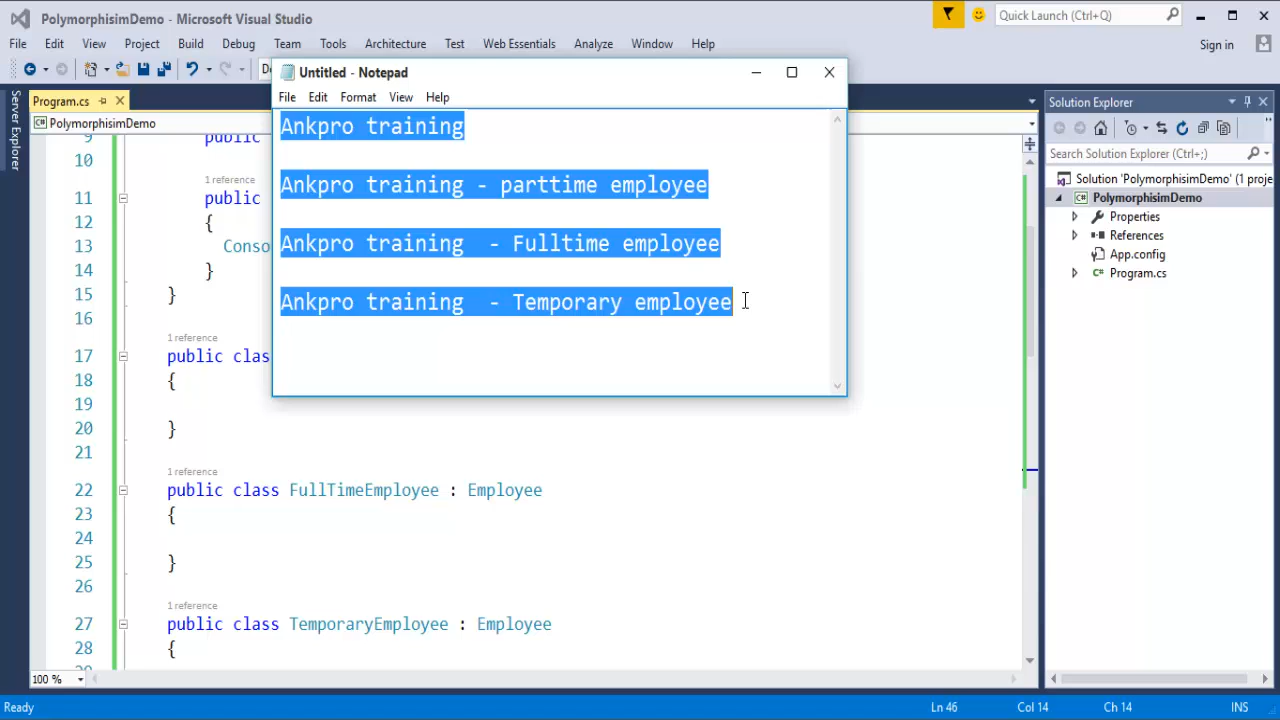 PolymorphisimDemo - Microsoft Visual Studio
Quick Launch (Ctrl+Q)
File Edit View Project Build Debug Team Tools Architecture Test Web Essentials Analyze Window Help
Sign in
Untitled - Notepad
File Edit Format View Help
Ankpro training
Ankpro training - parttime employee
Ankpro training - Fulltime employee
Ankpro training - Temporary employee
Server Explorer
Program.cs
PolymorphisimDemo
9 public
10
1 reference
11 public
12 {
13 Conso
14 }
15 }
16
1 reference
17 public clas
18 {
19
20 }
21
1 reference
22 public class FullTimeEmployee : Employee
23 {
24
25 }
26
1 reference
27 public class TemporaryEmployee : Employee
28 {
100 %
Solution Explorer
Search Solution Explorer (Ctrl+;)
Solution 'PolymorphisimDemo' (1 proje
PolymorphisimDemo
Properties
References
App.config
Program.cs
Ready Ln 46 Col 14 Ch 14 INS